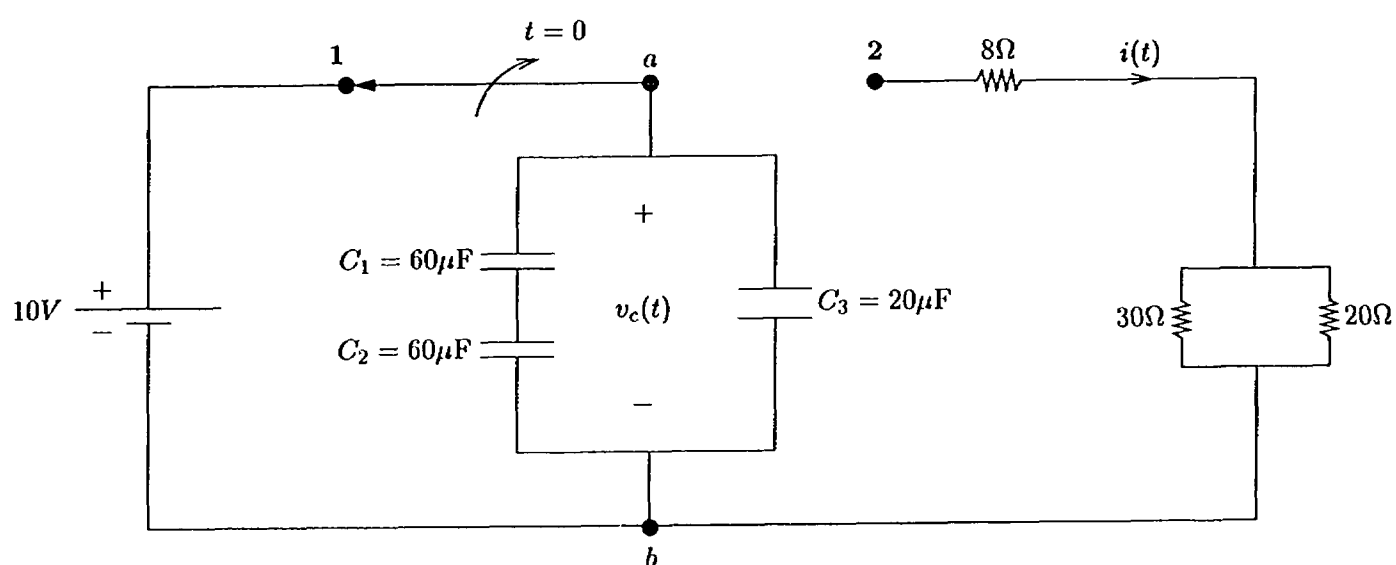 t = 0
1
a
2
8Ω
i(t)
+
C₁ = 60μF
10V
+
−
v_c(t)
C₃ = 20μF
30Ω
20Ω
C₂ = 60μF
−
b